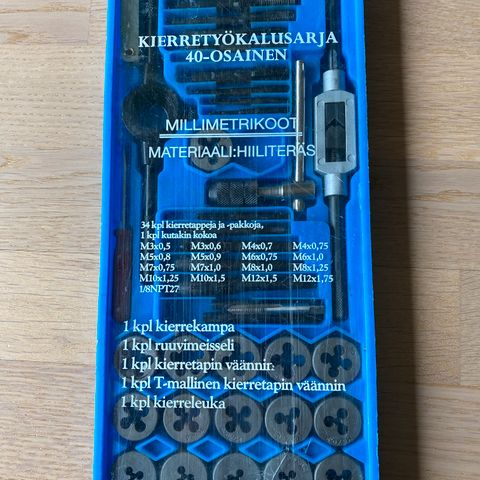 KIERRETYÖKALUSARJA
40-OSAINEN
MILLIMETRIKOOT
MATERIAALI:HIILITERÄS
34 kpl kierretappeja ja -pakkoja,
1 kpl kutakin kokoa
M3x0,5 - M3x0,6 M4x0,7 M4x0,75
M5x0,8 M5x0,9 M6x0,75 M6x1,0
M7x0,75 M7x1,0 M8x1,0 M8x1,25
M10x1,25 M10x1,5 M12x1,5 M12x1,75
1/8NPT27
1 kpl kierrekampa
1 kpl ruuvimeisseli
1 kpl kierretapin väännin
1 kpl T-mallinen kierretapin väännin
1 kpl kierreleuka